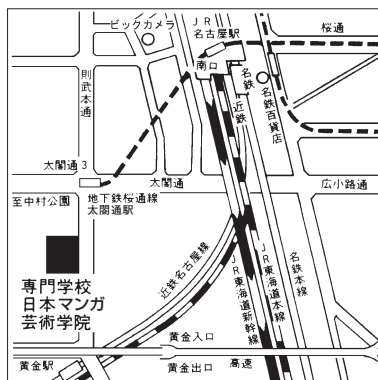 ビックカメラ
JR
名古屋駅
桜通
南口
名鉄
近鉄
名鉄百貨店
則武本通
太閤通3
太閤通
広小路通
至中村公園
地下鉄桜通線
太閤通駅
専門学校
日本マンガ
芸術学院
近鉄名古屋線
JR東海道新幹線
JR東海道本線
名鉄本線
黄金入口
黄金駅
黄金出口
高速